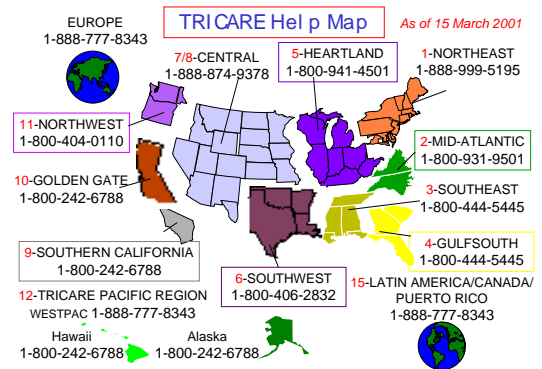 EUROPE
1-888-777-8343
TRICARE Help Map
As of 15 March 2001
7/8-CENTRAL
1-888-874-9378
5-HEARTLAND
1-800-941-4501
1-NORTHEAST
1-888-999-5195
11-NORTHWEST
1-800-404-0110
2-MID-ATLANTIC
1-800-931-9501
10-GOLDEN GATE
1-800-242-6788
3-SOUTHEAST
1-800-444-5445
9-SOUTHERN CALIFORNIA
1-800-242-6788
4-GULFSOUTH
1-800-444-5445
6-SOUTHWEST
1-800-406-2832
12-TRICARE PACIFIC REGION
WESTPAC 1-888-777-8343
Hawaii
1-800-242-6788
Alaska
1-800-242-6788
15-LATIN AMERICA/CANADA/
PUERTO RICO
1-888-777-8343